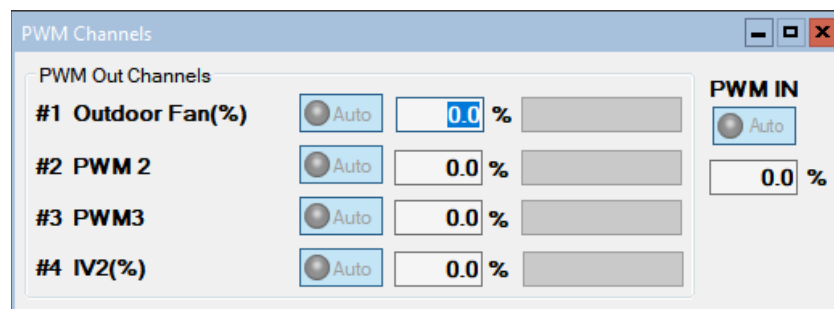 PWM Channels
PWM Out Channels
#1 Outdoor Fan(%) Auto 0.0 %
#2 PWM 2 Auto 0.0 %
#3 PWM3 Auto 0.0 %
#4 IV2(%) Auto 0.0 %
PWM IN
Auto
0.0 %